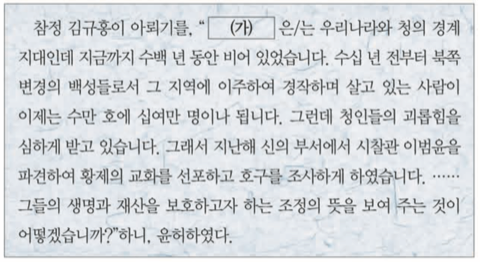 참정 김규홍이 아뢰기를, “ (가) 은/는 우리나라와 청의 경계
지대인데 지금까지 수백 년 동안 비어 있었습니다. 수십 년 전부터 북쪽
변경의 백성들로서 그 지역에 이주하여 경작하며 살고 있는 사람이
이제는 수만 호에 십여만 명이나 됩니다. 그런데 청인들의 괴롭힘을
심하게 받고 있습니다. 그래서 지난해 신의 부서에서 시찰관 이범윤을
파견하여 황제의 교화를 선포하고 호구를 조사하게 하였습니다. ……
그들의 생명과 재산을 보호하고자 하는 조정의 뜻을 보여 주는 것이
어떻겠습니까?”하니, 윤허하였다.